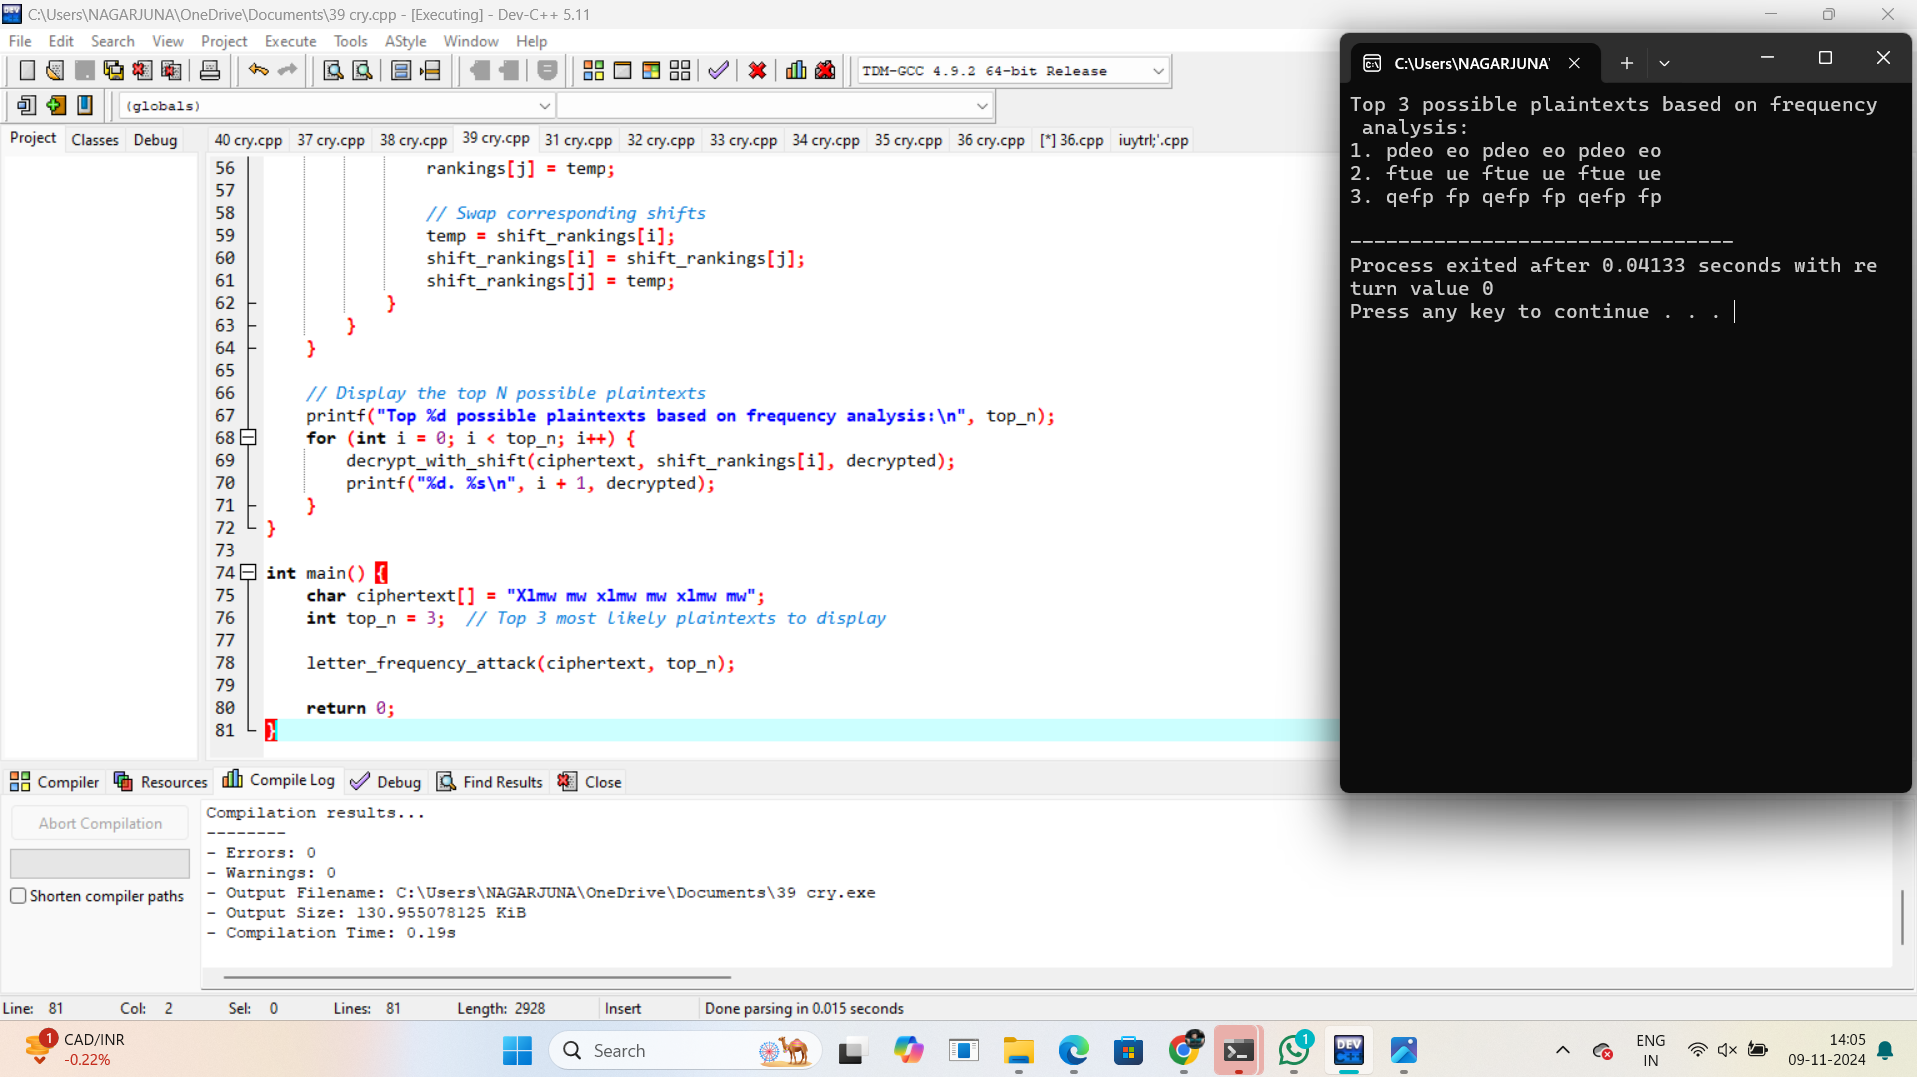 C:\Users\NAGARJUNA\OneDrive\Documents\39 cry.cpp - [Executing] - Dev-C++ 5.11
File Edit Search View Project Execute Tools AStyle Window Help
TDM-GCC 4.9.2 64-bit Release
(globals)
Project Classes Debug
40 cry.cpp 37 cry.cpp 38 cry.cpp 39 cry.cpp 31 cry.cpp 32 cry.cpp 33 cry.cpp 34 cry.cpp 35 cry.cpp 36 cry.cpp [*] 36.cpp iuytrl;'.cpp
56 rankings[j] = temp;
57
58 // Swap corresponding shifts
59 temp = shift_rankings[i];
60 shift_rankings[i] = shift_rankings[j];
61 shift_rankings[j] = temp;
62 }
63 }
64 }
65
66 // Display the top N possible plaintexts
67 printf("Top %d possible plaintexts based on frequency analysis:\n", top_n);
68 for (int i = 0; i < top_n; i++) {
69 decrypt_with_shift(ciphertext, shift_rankings[i], decrypted);
70 printf("%d. %s\n", i + 1, decrypted);
71 }
72 }
73
74 int main() {
75 char ciphertext[] = "Xlmw mw xlmw mw xlmw mw";
76 int top_n = 3; // Top 3 most likely plaintexts to display
77
78 letter_frequency_attack(ciphertext, top_n);
79
80 return 0;
81 }
C:\Users\NAGARJUNA'
Top 3 possible plaintexts based on frequency
analysis:
1. pdeo eo pdeo eo pdeo eo
2. ftue ue ftue ue ftue ue
3. qefp fp qefp fp qefp fp
--------------------------------
Process exited after 0.04133 seconds with re
turn value 0
Press any key to continue . . .
Compiler Resources Compile Log Debug Find Results Close
Abort Compilation
Shorten compiler paths
Compilation results...
--------
- Errors: 0
- Warnings: 0
- Output Filename: C:\Users\NAGARJUNA\OneDrive\Documents\39 cry.exe
- Output Size: 130.955078125 KiB
- Compilation Time: 0.19s
Line: 81 Col: 2 Sel: 0 Lines: 81 Length: 2928 Insert Done parsing in 0.015 seconds
1
CAD/INR
-0.22%
Search
1
DEV
C++
ENG
IN
14:05
09-11-2024